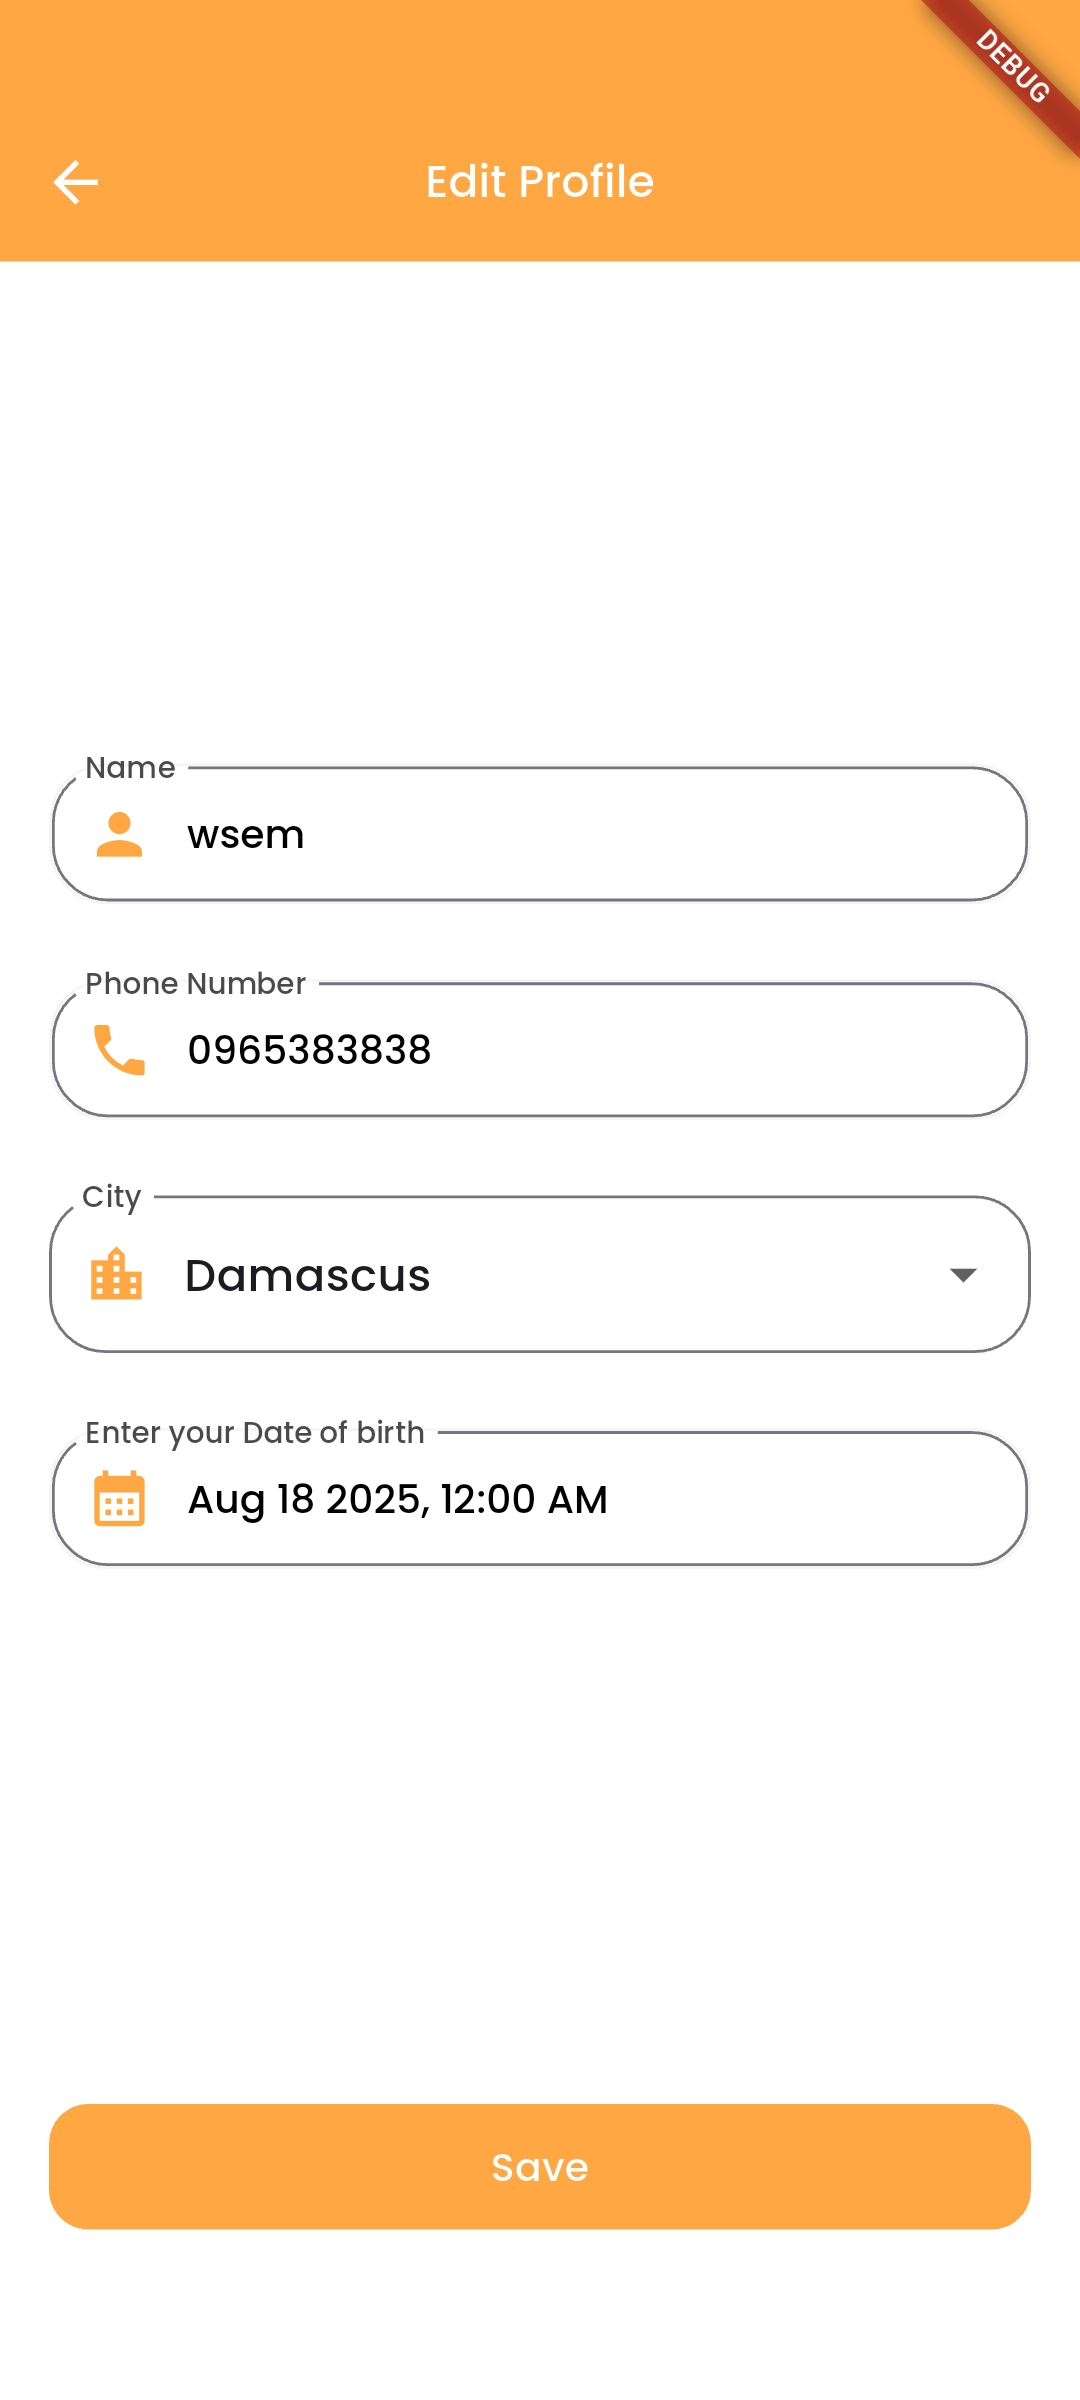 DEBUG
Edit Profile
Name
wsem
Phone Number
0965383838
City
Damascus
Enter your Date of birth
Aug 18 2025, 12:00 AM
Save